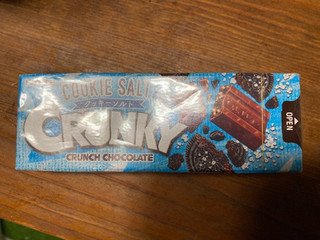 COOKIE SALT
クッキーソルト
CRUNKY
CRUNCH CHOCOLATE
OPEN